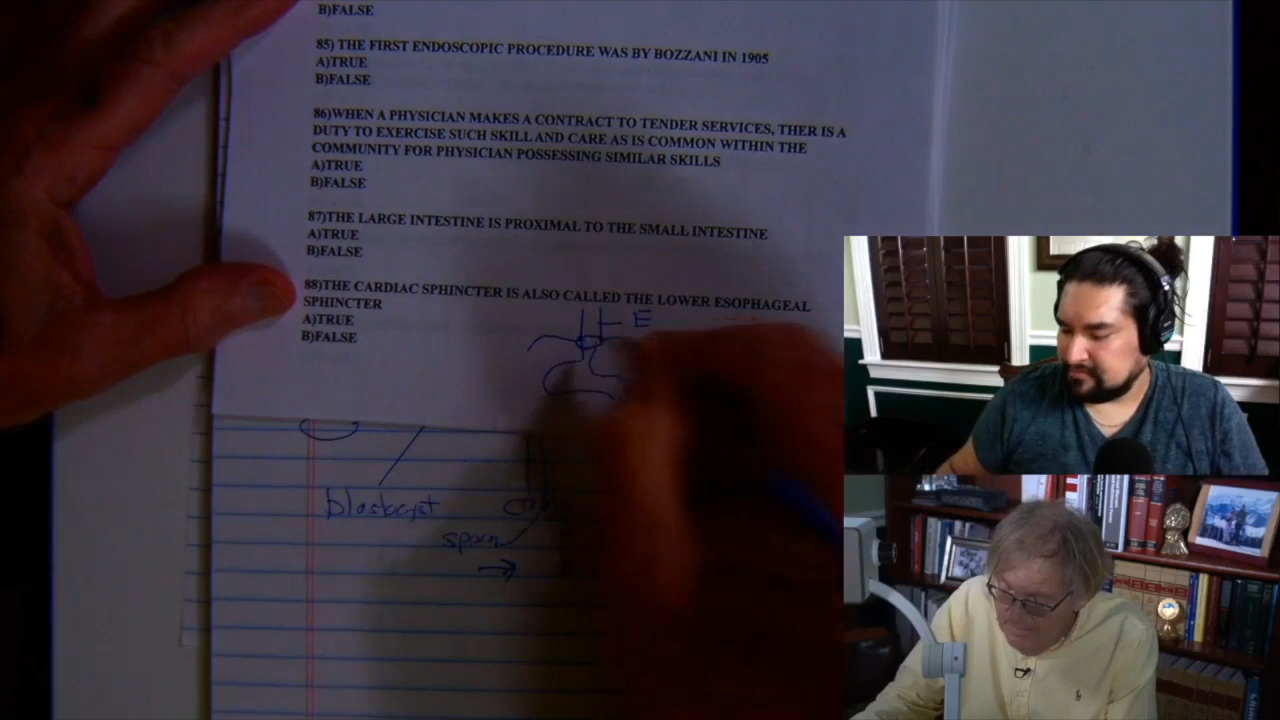 B)FALSE
85) THE FIRST ENDOSCOPIC PROCEDURE WAS BY BOZZANI IN 1905
A)TRUE
B)FALSE
86)WHEN A PHYSICIAN MAKES A CONTRACT TO TENDER SERVICES, THER IS A
DUTY TO EXERCISE SUCH SKILL AND CARE AS IS COMMON WITHIN THE
COMMUNITY FOR PHYSICIAN POSSESSING SIMILAR SKILLS
A)TRUE
B)FALSE
87)THE LARGE INTESTINE IS PROXIMAL TO THE SMALL INTESTINE
A)TRUE
B)FALSE
88)THE CARDIAC SPHINCTER IS ALSO CALLED THE LOWER ESOPHAGEAL
SPHINCTER
A)TRUE
B)FALSE
E
blastcyst